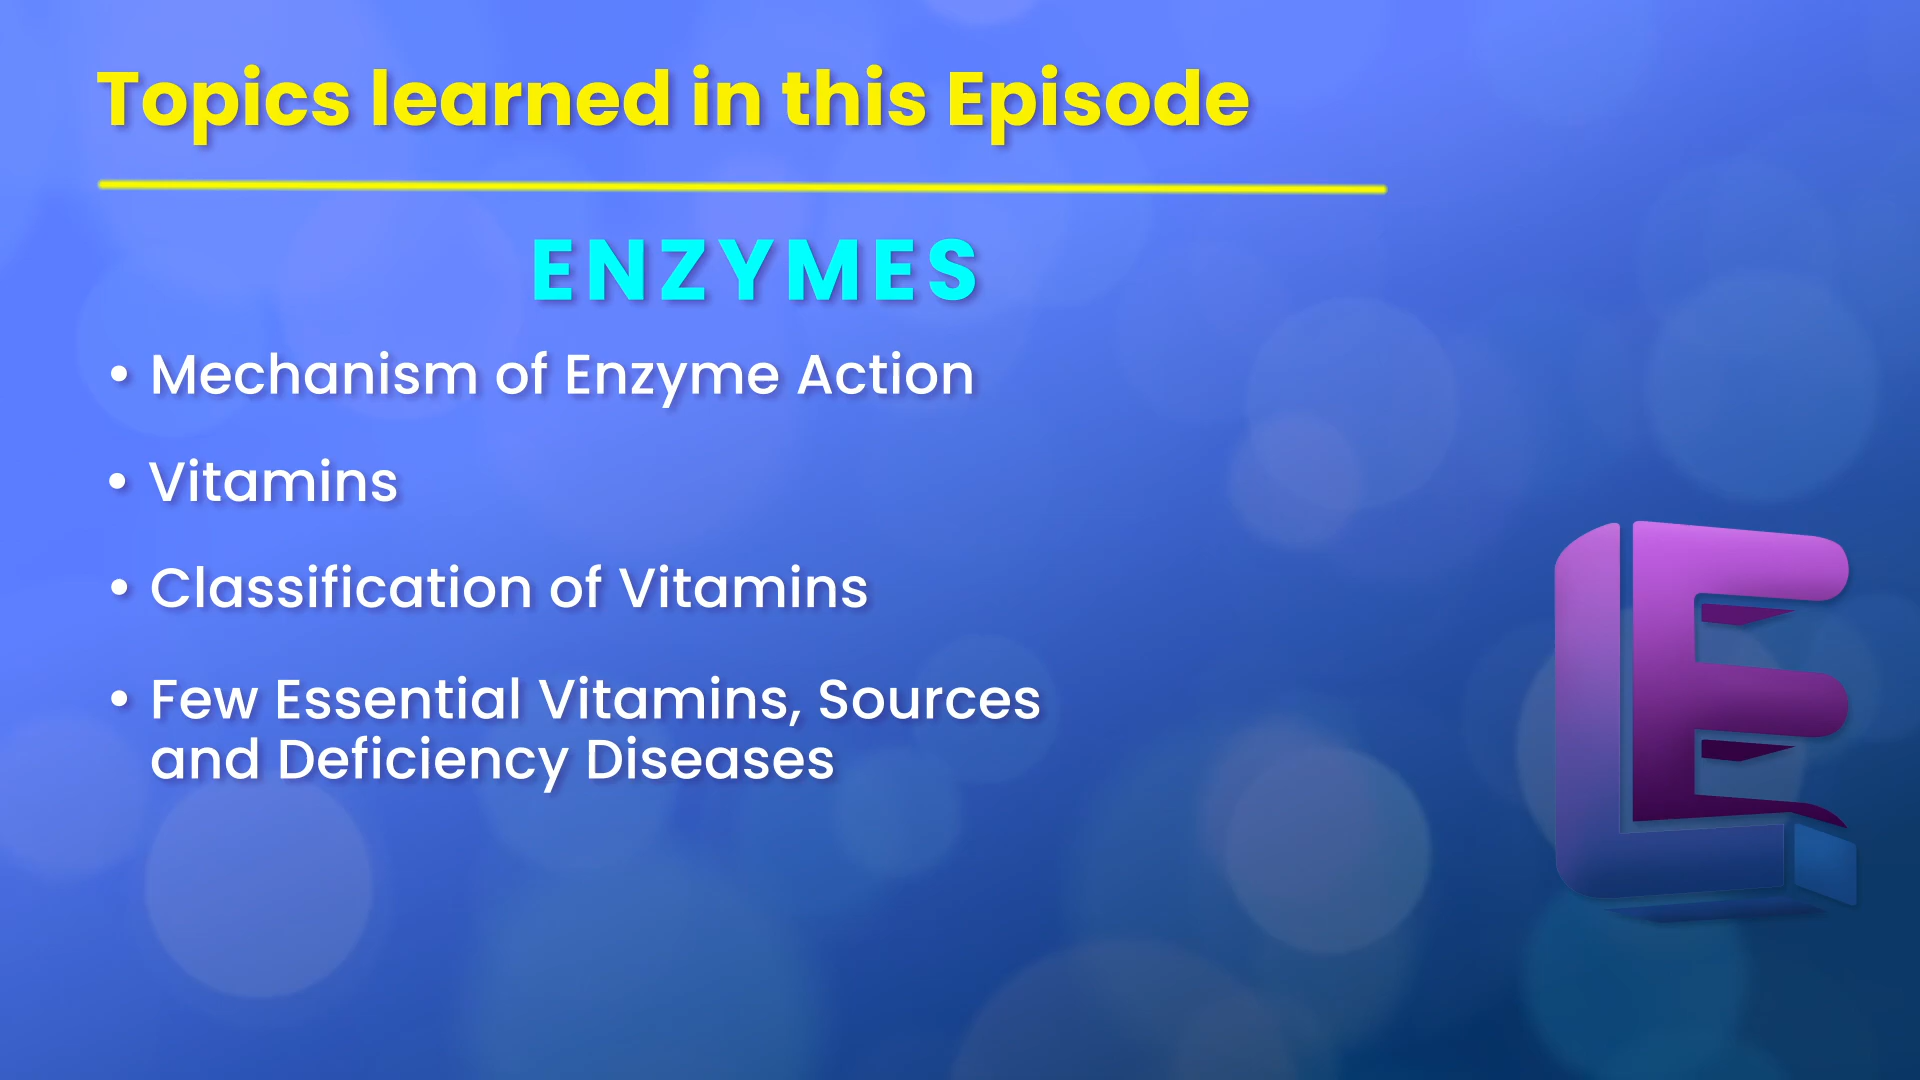 Topics learned in this Episode
ENZYMES
• Mechanism of Enzyme Action
• Vitamins
• Classification of Vitamins
• Few Essential Vitamins, Sources
and Deficiency Diseases
LE